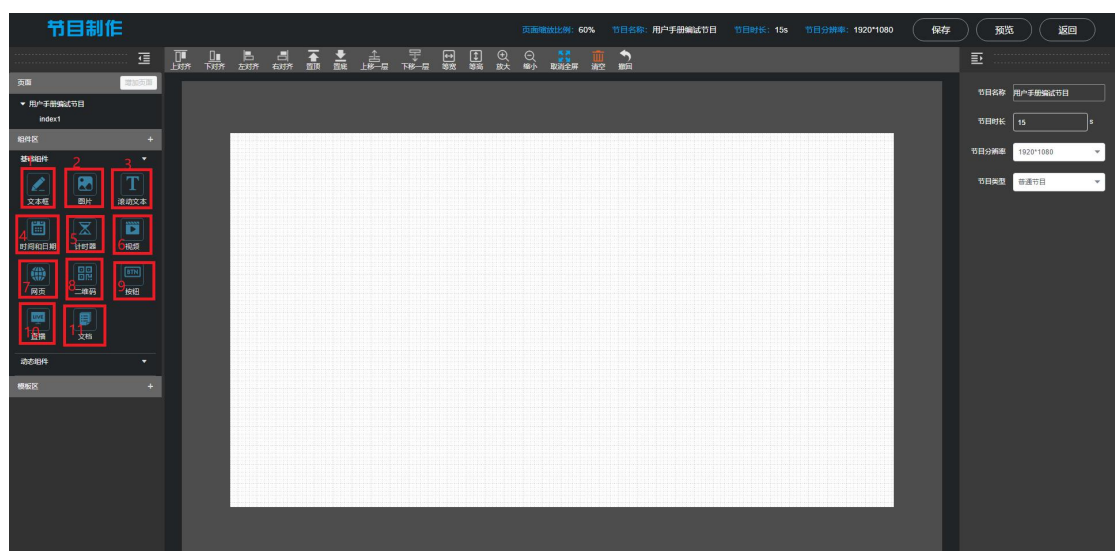 节目制作
页面缩放比例: 60% 节目名称: 用户手册编试节目 节目时长: 15s 节目分辨率: 1920*1080 保存 预览 返回
上对齐 下对齐 左对齐 右对齐 置顶 置底 上移一层 下移一层 等宽 等高 放大 缩小 取消全屏 清空 撤回
页面 增加页面
用户手册编试节目
index1
组件区 +
基础组件
1 2 3
文本框 图片 滚动文本
4 5 6
时间和日期 计时器 视频
BTN
7 8 9
网页 二维码 按钮
LIVE
10 11
直播 文档
动态组件
模板区 +
节目名称 用户手册编试节目
节目时长 15 s
节目分辨率 1920*1080
节目类型 普通节目